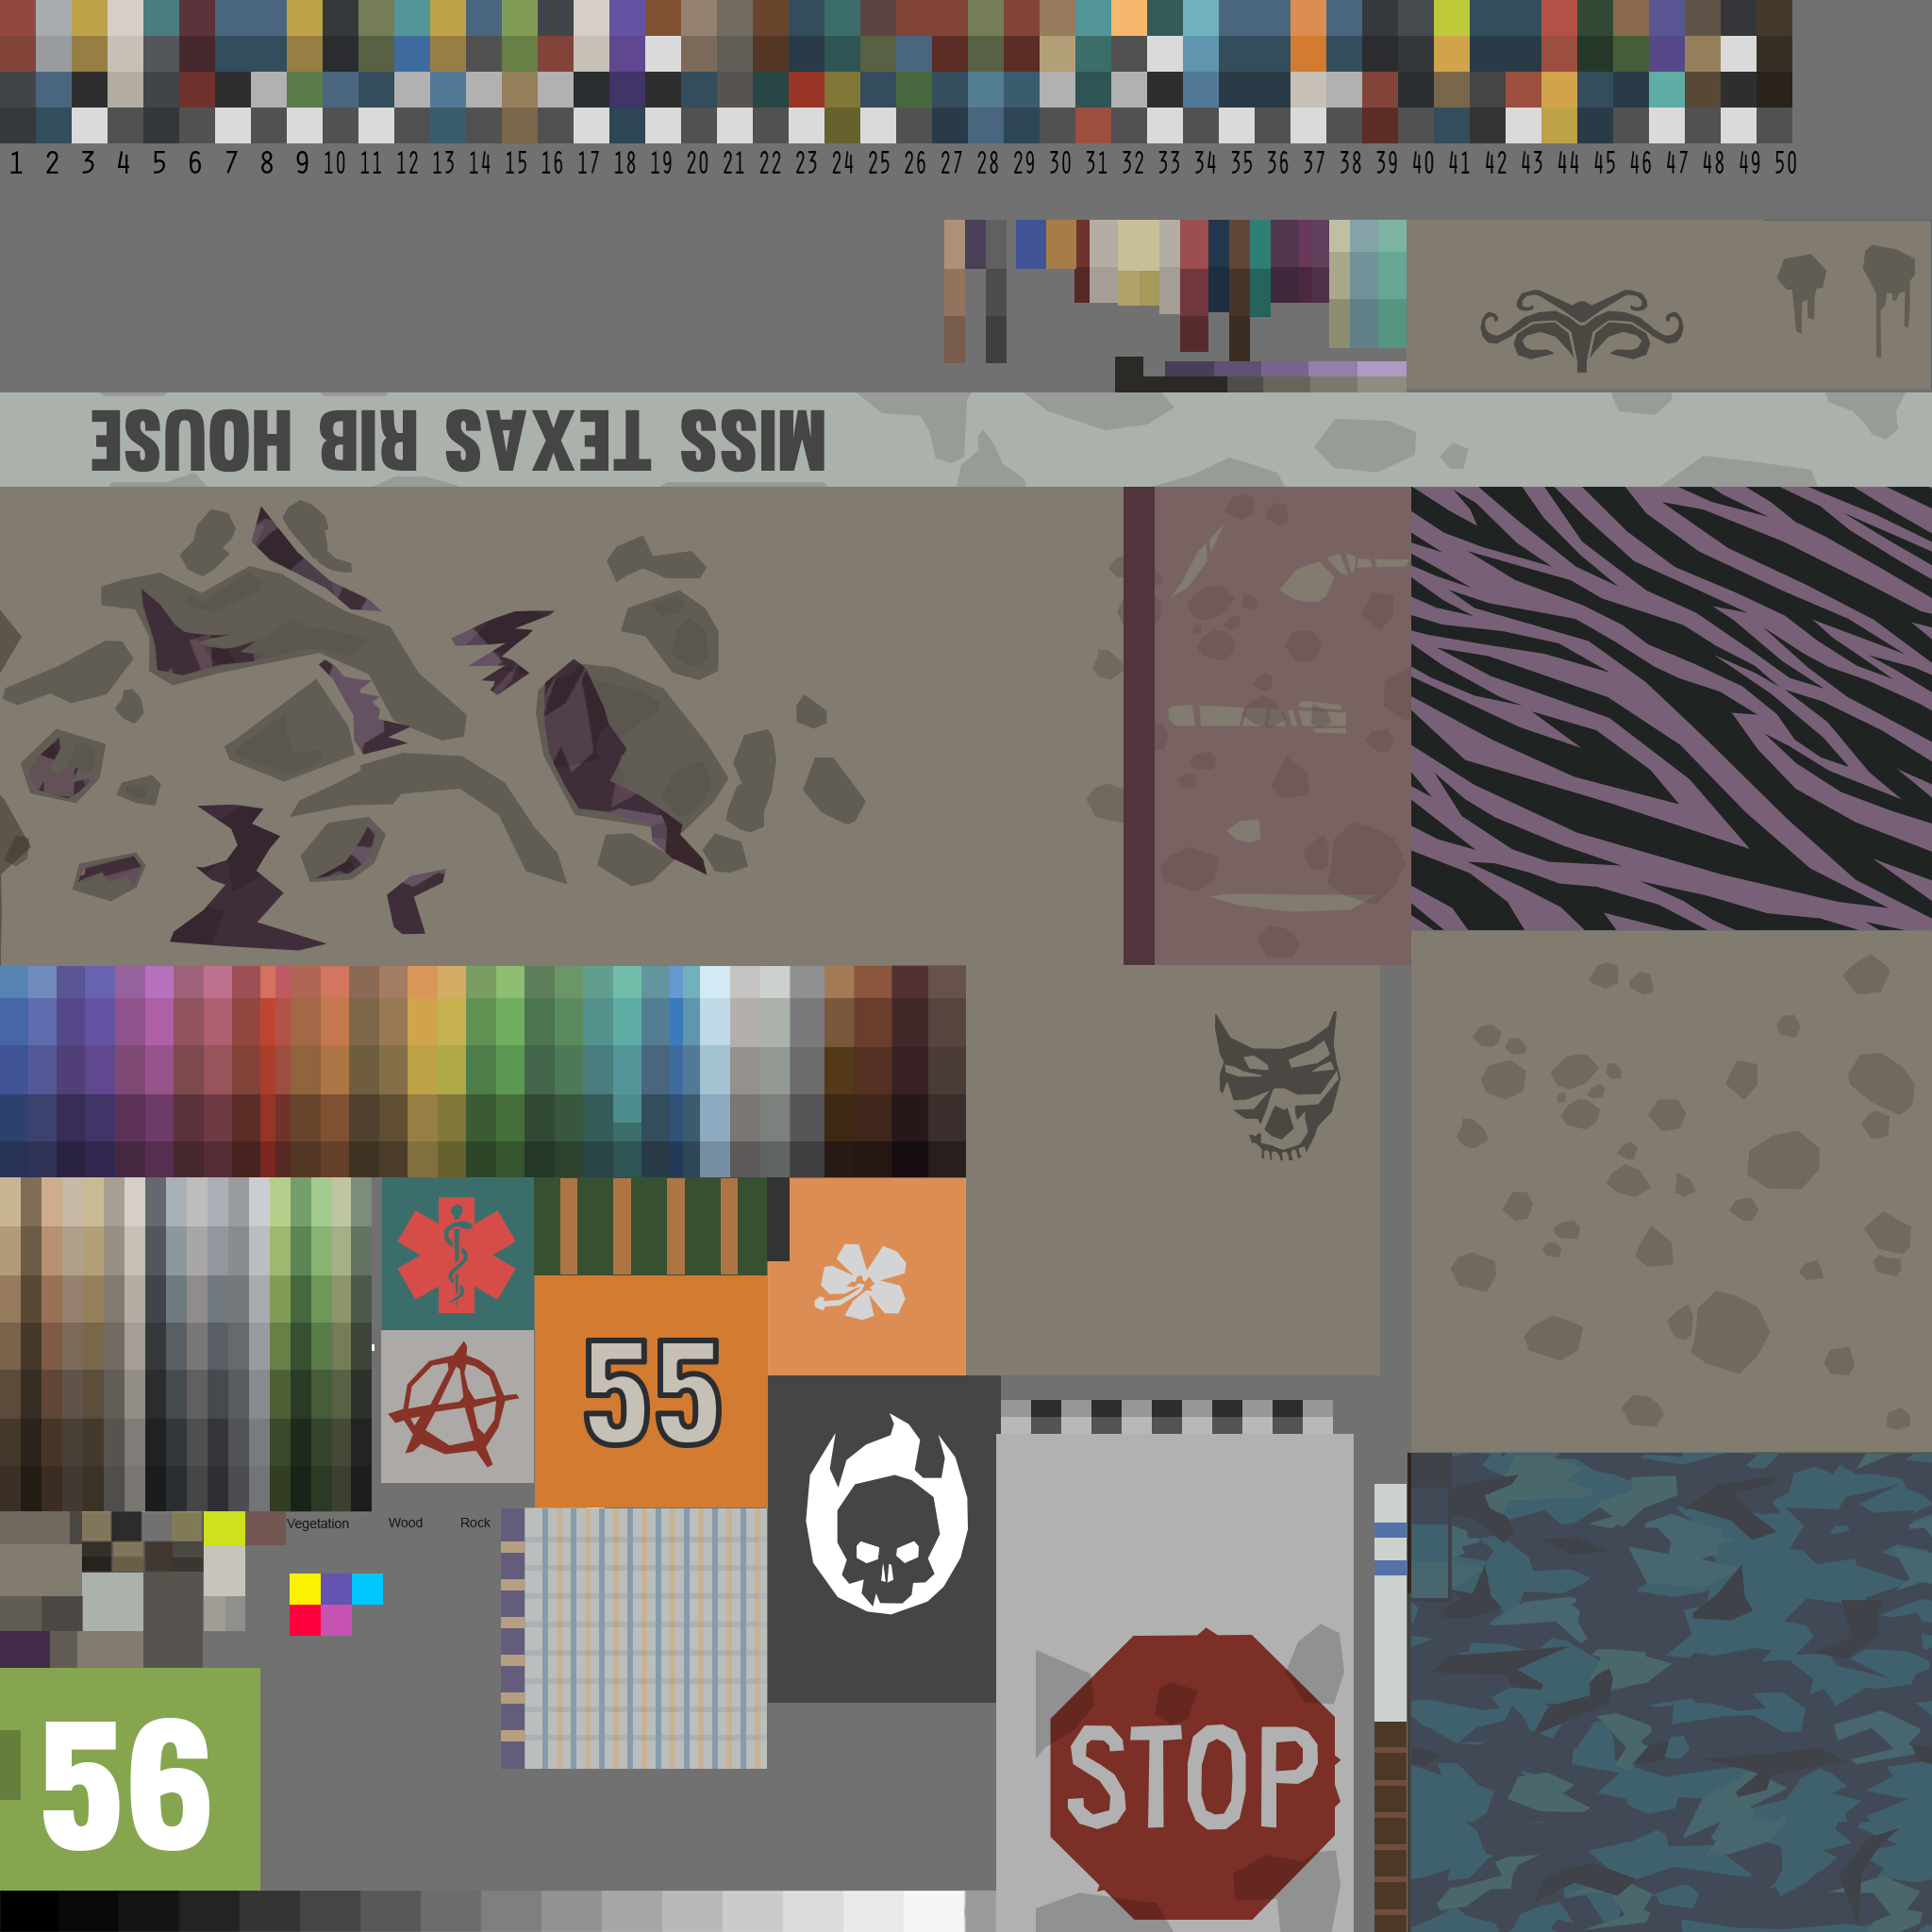 1 2 3 4 5 6 7 8 9 10 11 12 13 14 15 16 17 18 19 20 21 22 23 24 25 26 27 28 29 30 31 32 33 34 35 36 37 38 39 40 41 42 43 44 45 46 47 48 49 50
MISS TEXAS RIB HOUSE
55
Vegetation Wood Rock
56
STOP